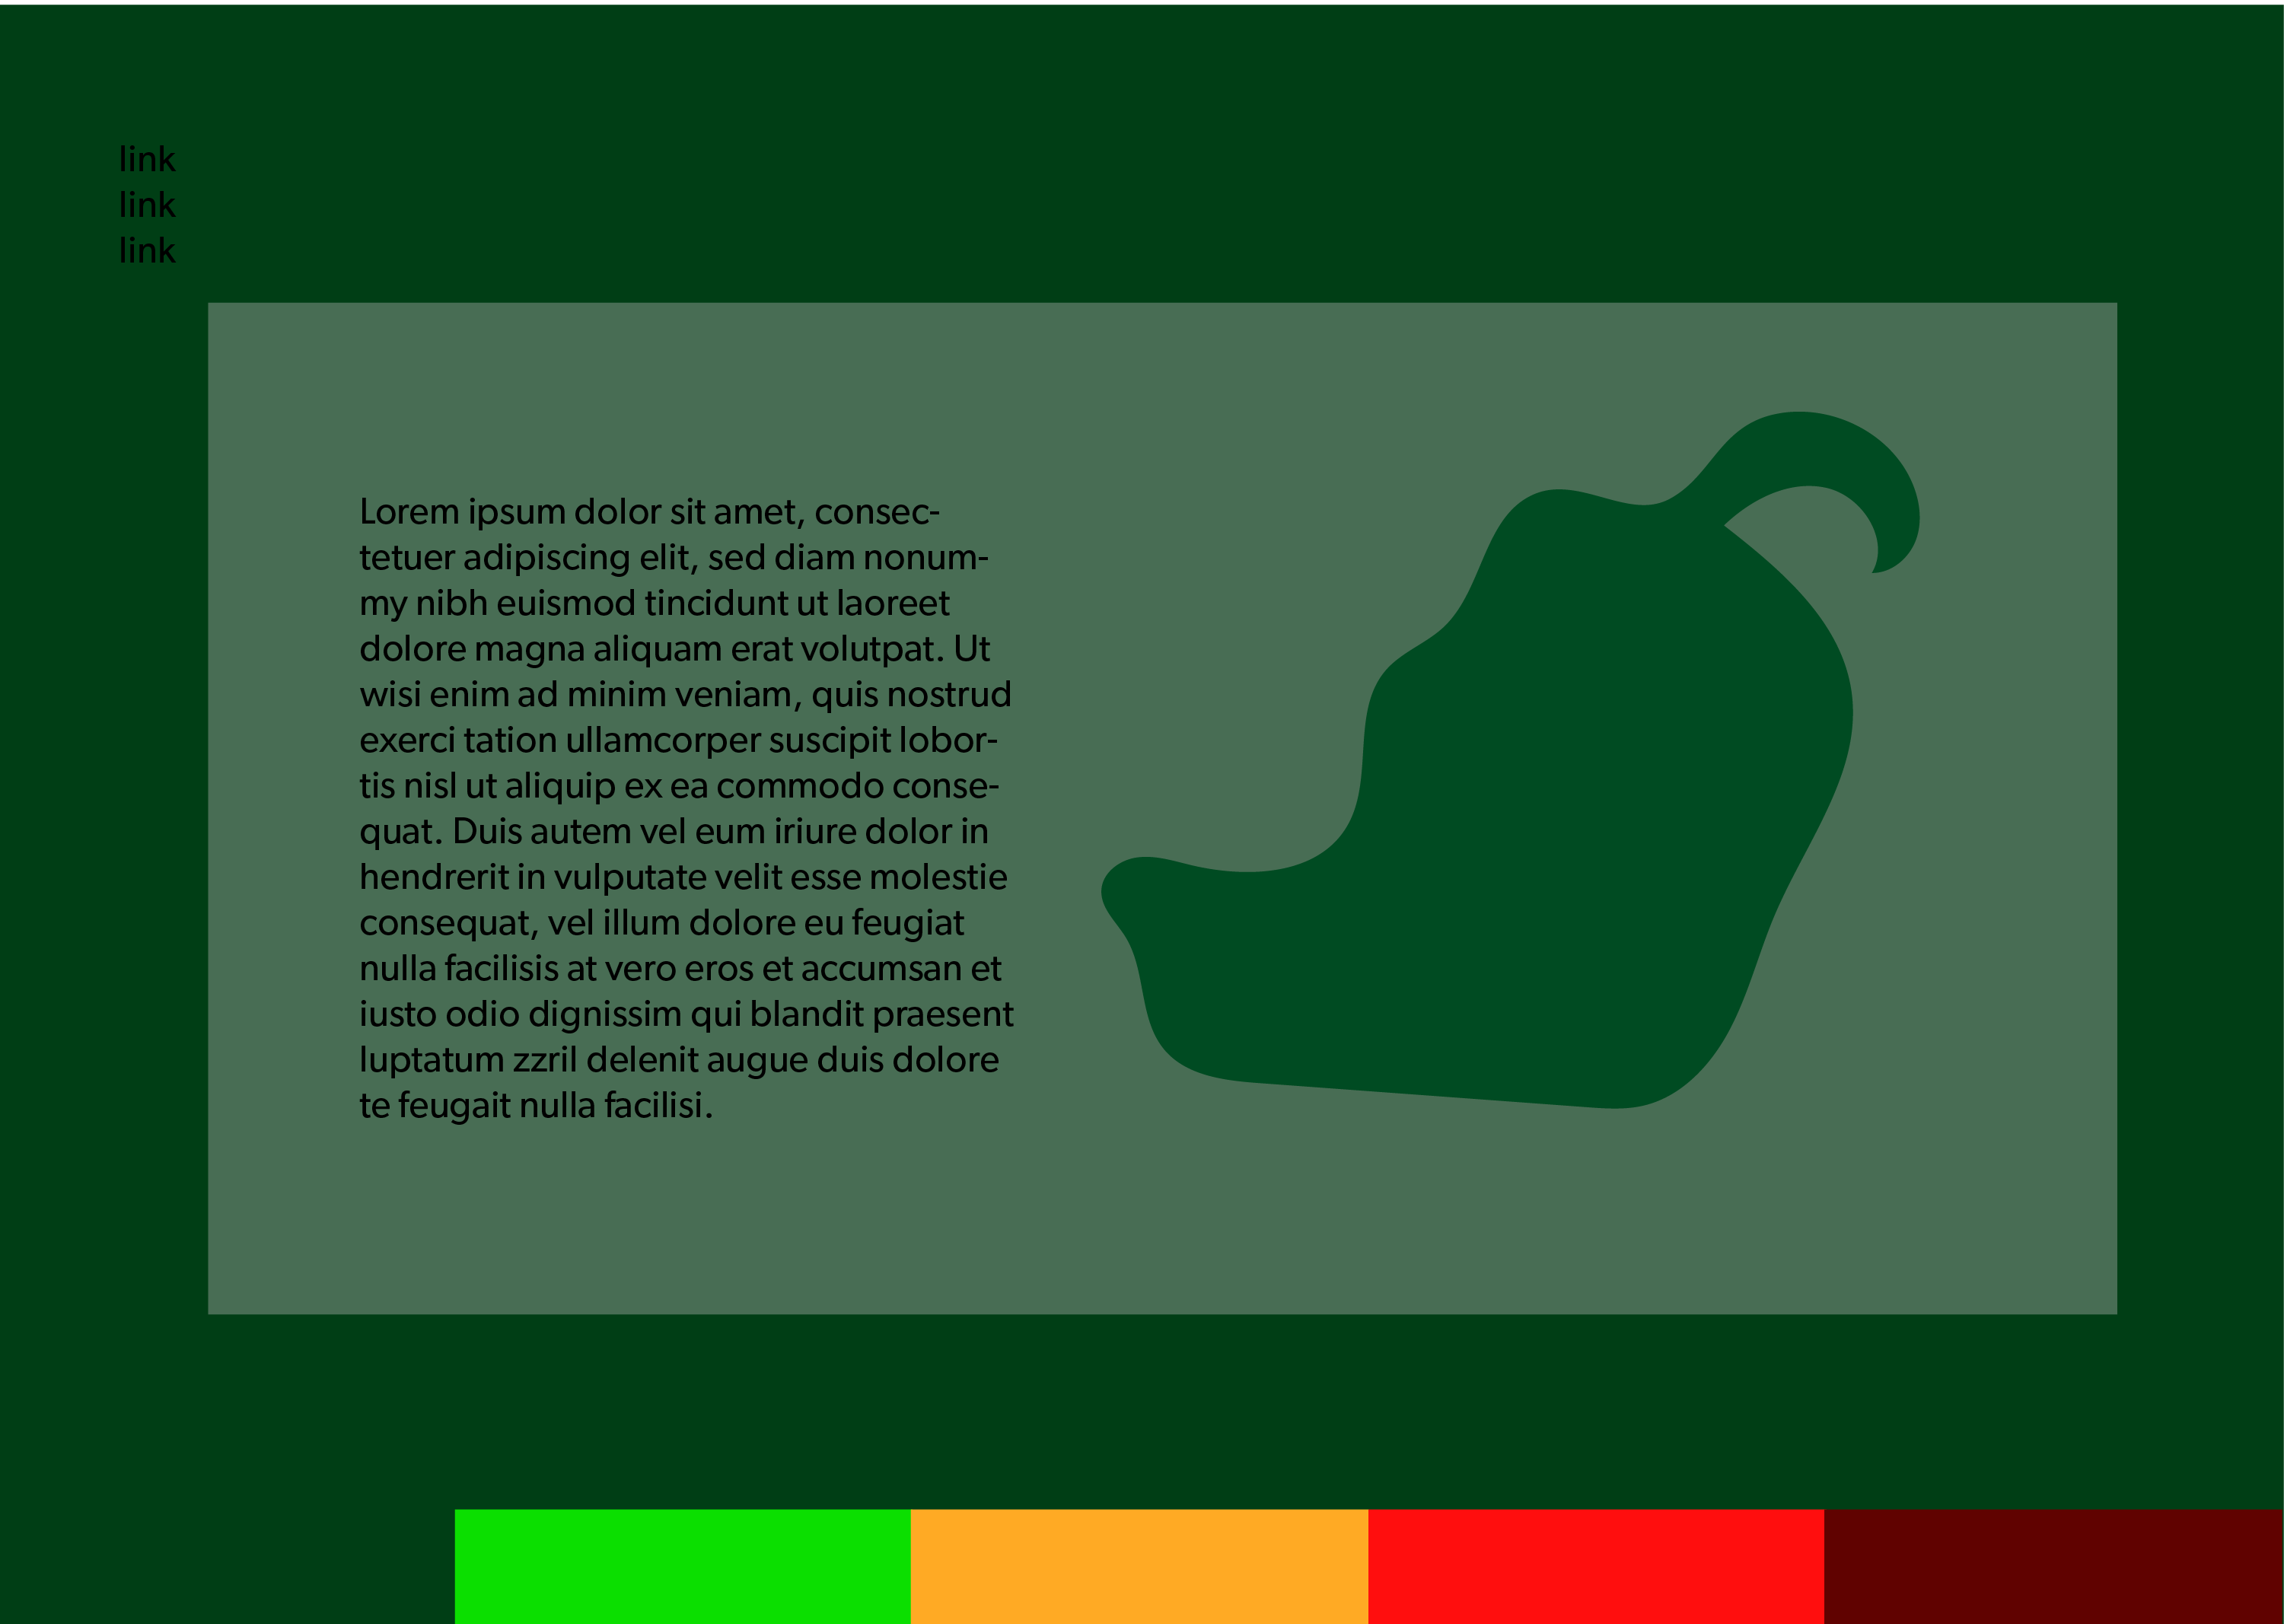 link
link
link
Lorem ipsum dolor sit amet, consec-
tetuer adipiscing elit, sed diam nonum-
my nibh euismod tincidunt ut laoreet
dolore magna aliquam erat volutpat. Ut
wisi enim ad minim veniam, quis nostrud
exerci tation ullamcorper suscipit lobor-
tis nisl ut aliquip ex ea commodo conse-
quat. Duis autem vel eum iriure dolor in
hendrerit in vulputate velit esse molestie
consequat, vel illum dolore eu feugiat
nulla facilisis at vero eros et accumsan et
iusto odio dignissim qui blandit praesent
luptatum zzril delenit augue duis dolore
te feugait nulla facilisi.